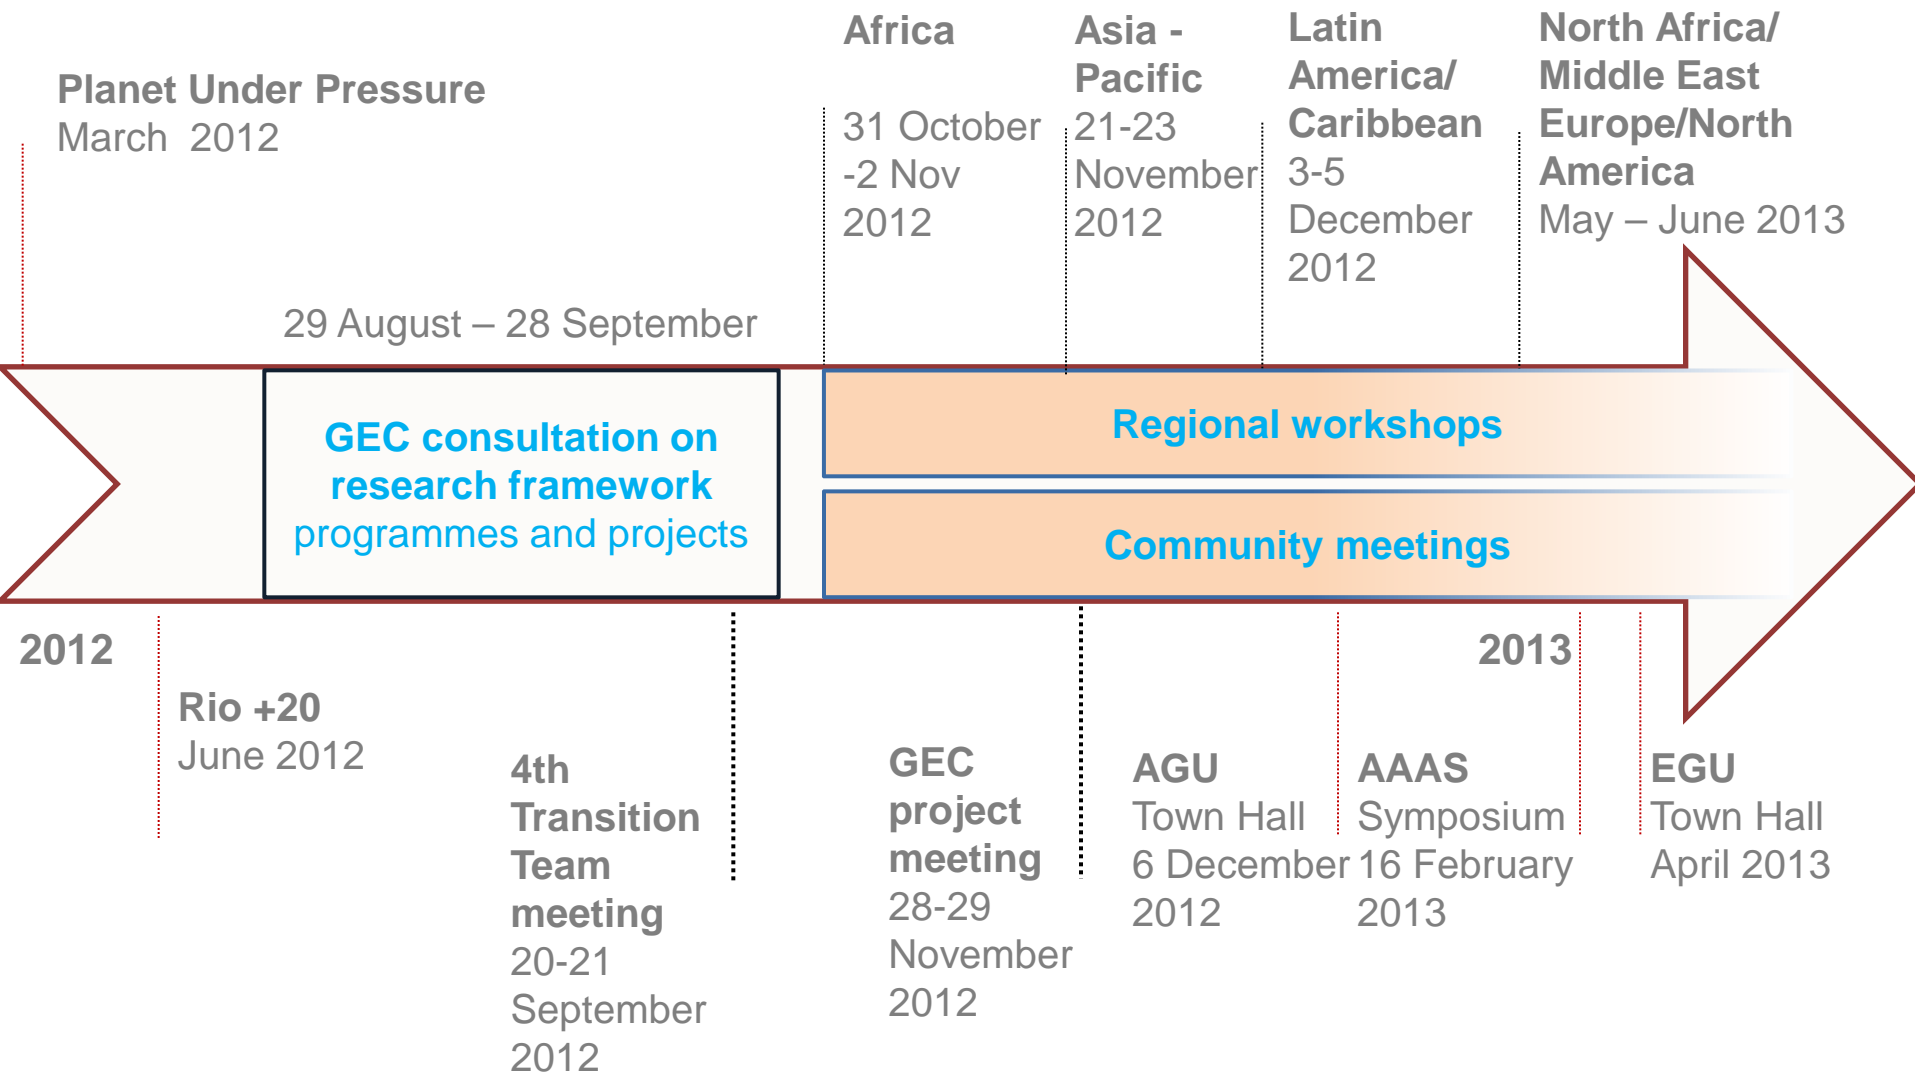 Planet Under Pressure
March  2012
Africa
31 October
-2 Nov
2012
Asia -
Pacific
21-23
November
2012
Latin
America/
Caribbean
3-5
December
2012
North Africa/
Middle East
Europe/North
America
May – June 2013
29 August – 28 September
GEC consultation on
research framework
programmes and projects
Regional workshops
Community meetings
2012
2013
Rio +20
June 2012
4th
Transition
Team
meeting
20-21
September
2012
GEC
project
meeting
28-29
November
2012
AGU
Town Hall
6 December
2012
AAAS
Symposium
16 February
2013
EGU
Town Hall
April 2013